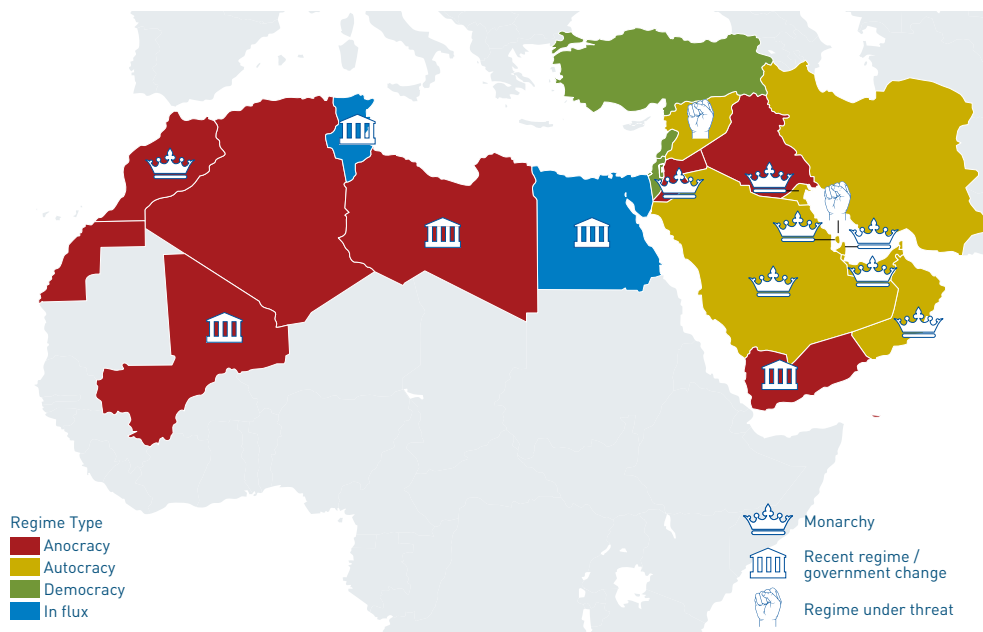 Regime Type
Anocracy
Autocracy
Democracy
In flux
Monarchy
Recent regime /
government change
Regime under threat